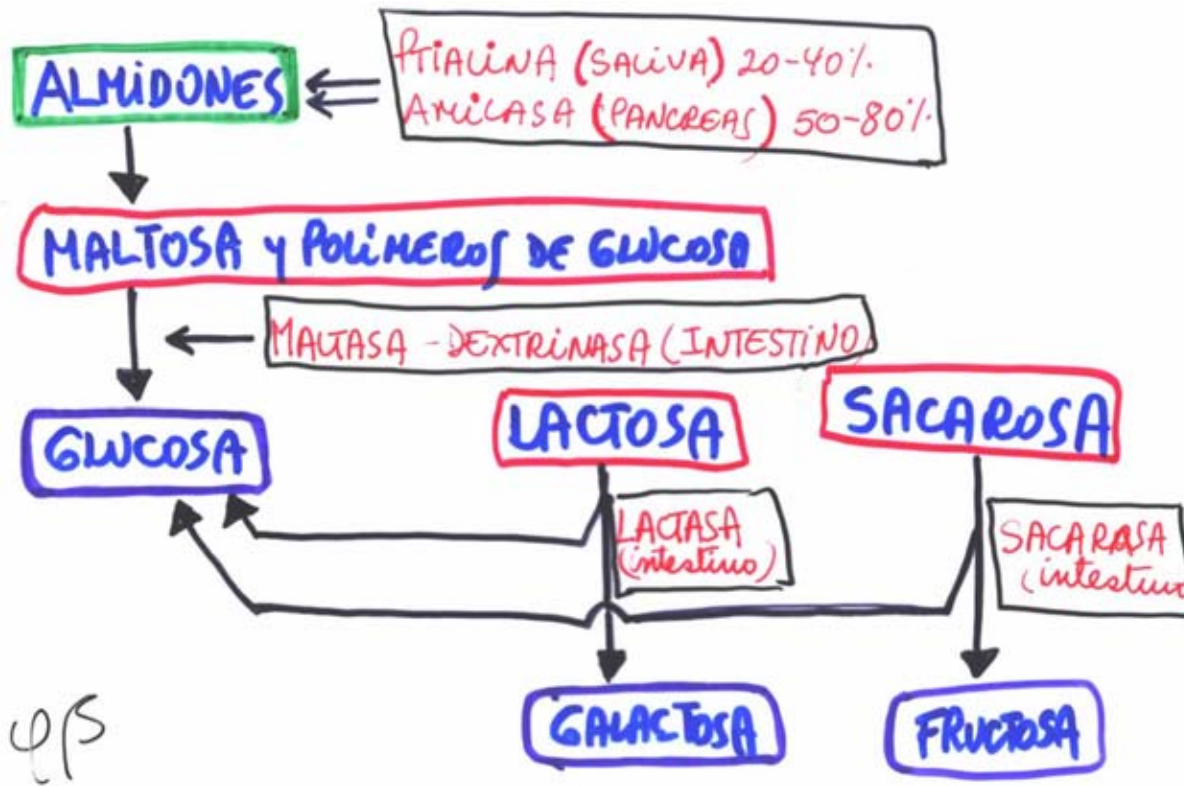 ALMIDONES
PTIALINA (SALIVA) 20-40%.
AMILASA (PANCREAS) 50-80%.
MALTOSA y POLIMEROS DE GLUCOSA
MALTASA - DEXTRINASA (INTESTINO)
GLUCOSA
LACTOSA
SACAROSA
LACTASA
(intestino)
SACARASA
(intestino
GALACTOSA
FRUCTOSA